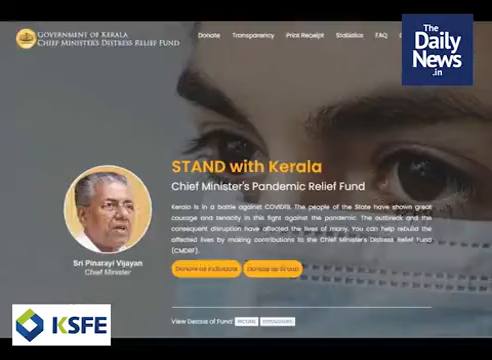 GOVERNMENT OF KERALA
CHIEF MINISTER'S DISTRESS RELIEF FUND
Donate Transparency Print Receipt Statistics FAQ
The
Daily
News
.in
STAND with Kerala
Chief Minister's Pandemic Relief Fund
Kerala is in a battle against COVID19. The people of the State have shown great
courage and tenacity in this fight against the pandemic. The outbreak and the
consequent disruption have affected the lives of many. You can help rebuild the
affected lives by making contributions to the Chief Minister's Distress Relief Fund
(CMDRF).
Sri Pinarayi Vijayan
Chief Minister
Donate as Individual Donate as Group
View Details of Fund: INCOME EXPENDITURE
KSFE